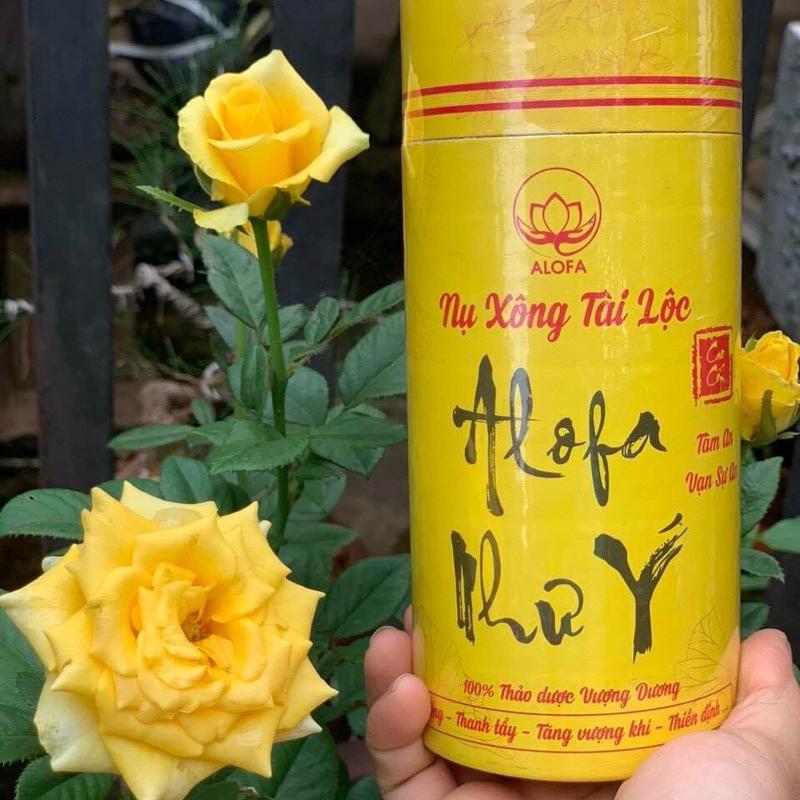 ALOFA
Nụ Xông Tài Lộc
Alofa
Như Ý
Tâm An
Vạn Sự An
100% Thảo dược Vượng Dương
- Thanh tẩy - Tăng vượng khí - Thiền định